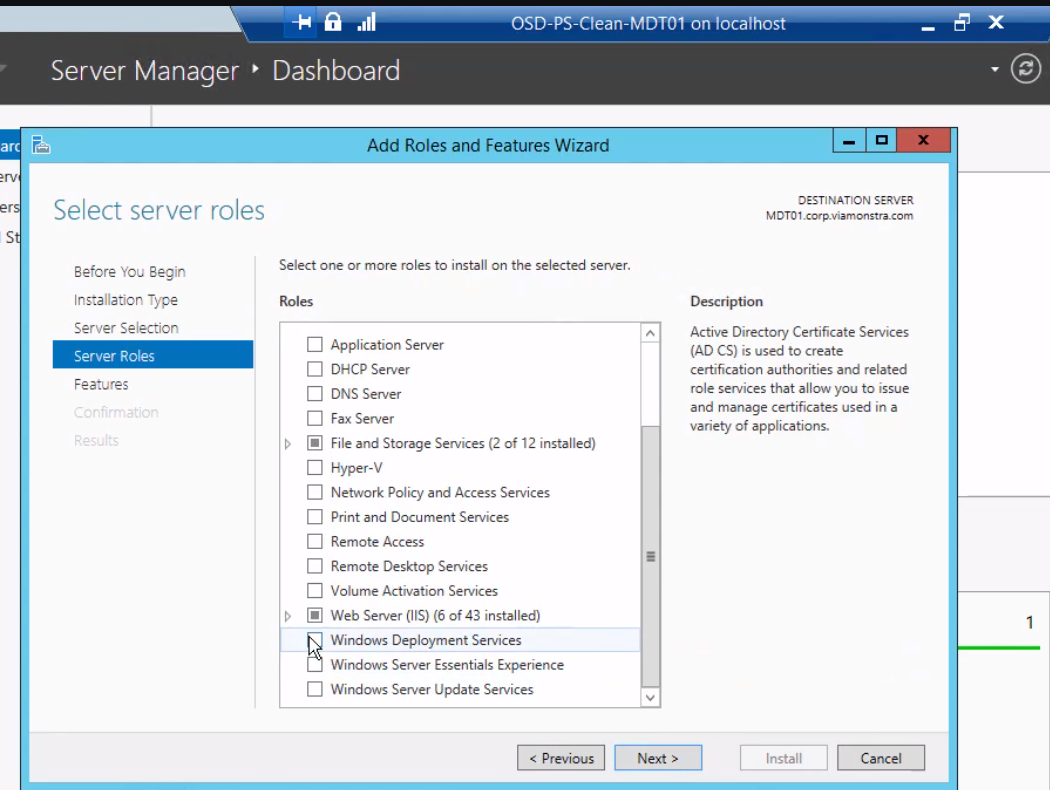 OSD-PS-Clean-MDT01 on localhost
Server Manager ‣ Dashboard
Add Roles and Features Wizard
Select server roles
DESTINATION SERVER
MDT01.corp.viamonstra.com
Before You Begin
Installation Type
Server Selection
Server Roles
Features
Confirmation
Results
Select one or more roles to install on the selected server.
Roles
Application Server
DHCP Server
DNS Server
Fax Server
File and Storage Services (2 of 12 installed)
Hyper-V
Network Policy and Access Services
Print and Document Services
Remote Access
Remote Desktop Services
Volume Activation Services
Web Server (IIS) (6 of 43 installed)
Windows Deployment Services
Windows Server Essentials Experience
Windows Server Update Services
Description
Active Directory Certificate Services
(AD CS) is used to create
certification authorities and related
role services that allow you to issue
and manage certificates used in a
variety of applications.
1
< Previous
Next >
Install
Cancel